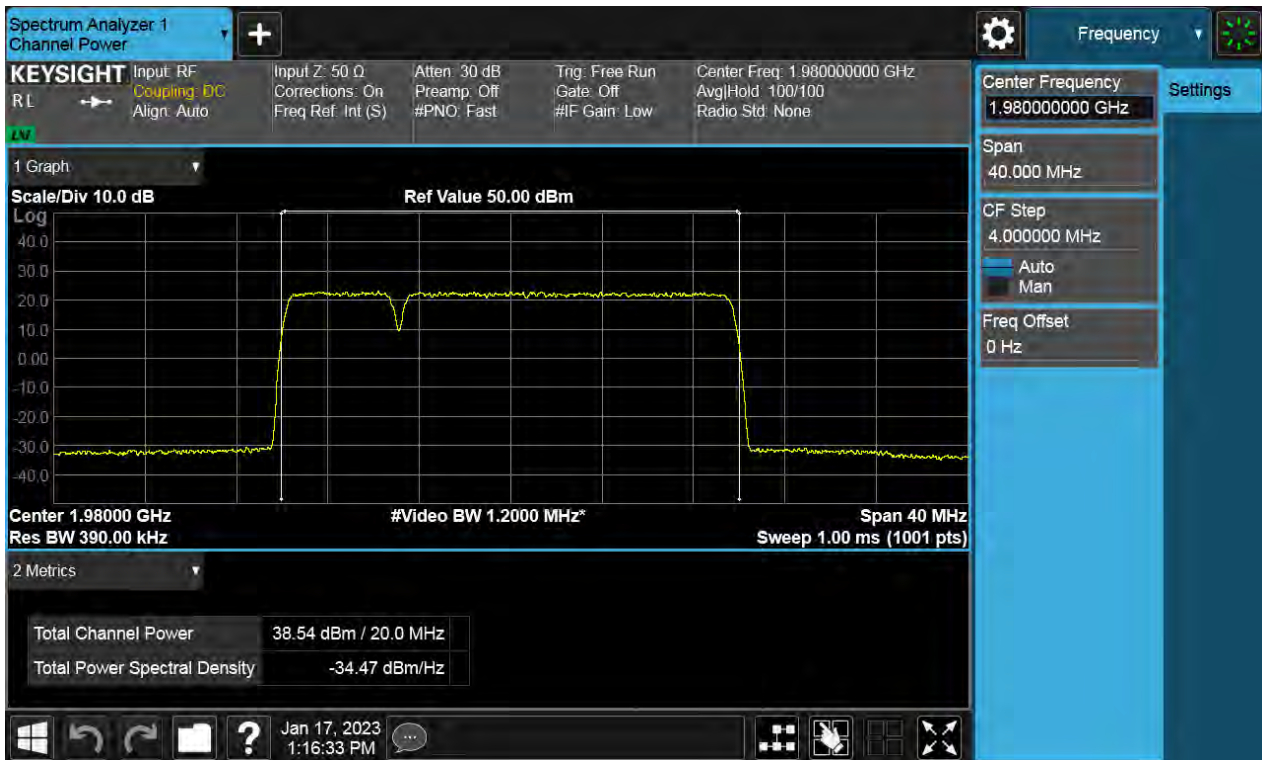 Spectrum Analyzer 1
Channel Power
+
Frequency
KEYSIGHT Input: RF Input Z: 50 Ω Atten: 30 dB Trig: Free Run Center Freq: 1.980000000 GHz
RL Coupling: DC Corrections: On Preamp: Off Gate: Off Avg|Hold: 100/100
Align: Auto Freq Ref: Int (S) #PNO: Fast #IF Gain: Low Radio Std: None
1 Graph
Scale/Div 10.0 dB Ref Value 50.00 dBm
Log
40.0
30.0
20.0
10.0
0.00
-10.0
-20.0
-30.0
-40.0
Center 1.98000 GHz #Video BW 1.2000 MHz* Span 40 MHz
Res BW 390.00 kHz Sweep 1.00 ms (1001 pts)
2 Metrics
Total Channel Power 38.54 dBm / 20.0 MHz
Total Power Spectral Density -34.47 dBm/Hz
? Jan 17, 2023
1:16:33 PM
Center Frequency
1.980000000 GHz
Settings
Span
40.000 MHz
CF Step
4.000000 MHz
Auto
Man
Freq Offset
0 Hz